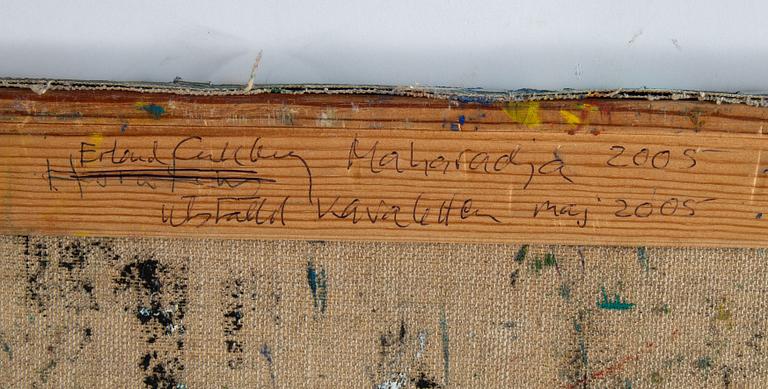 Erland Cullberg Maharadja 2005
utställd Kavaletten maj 2005